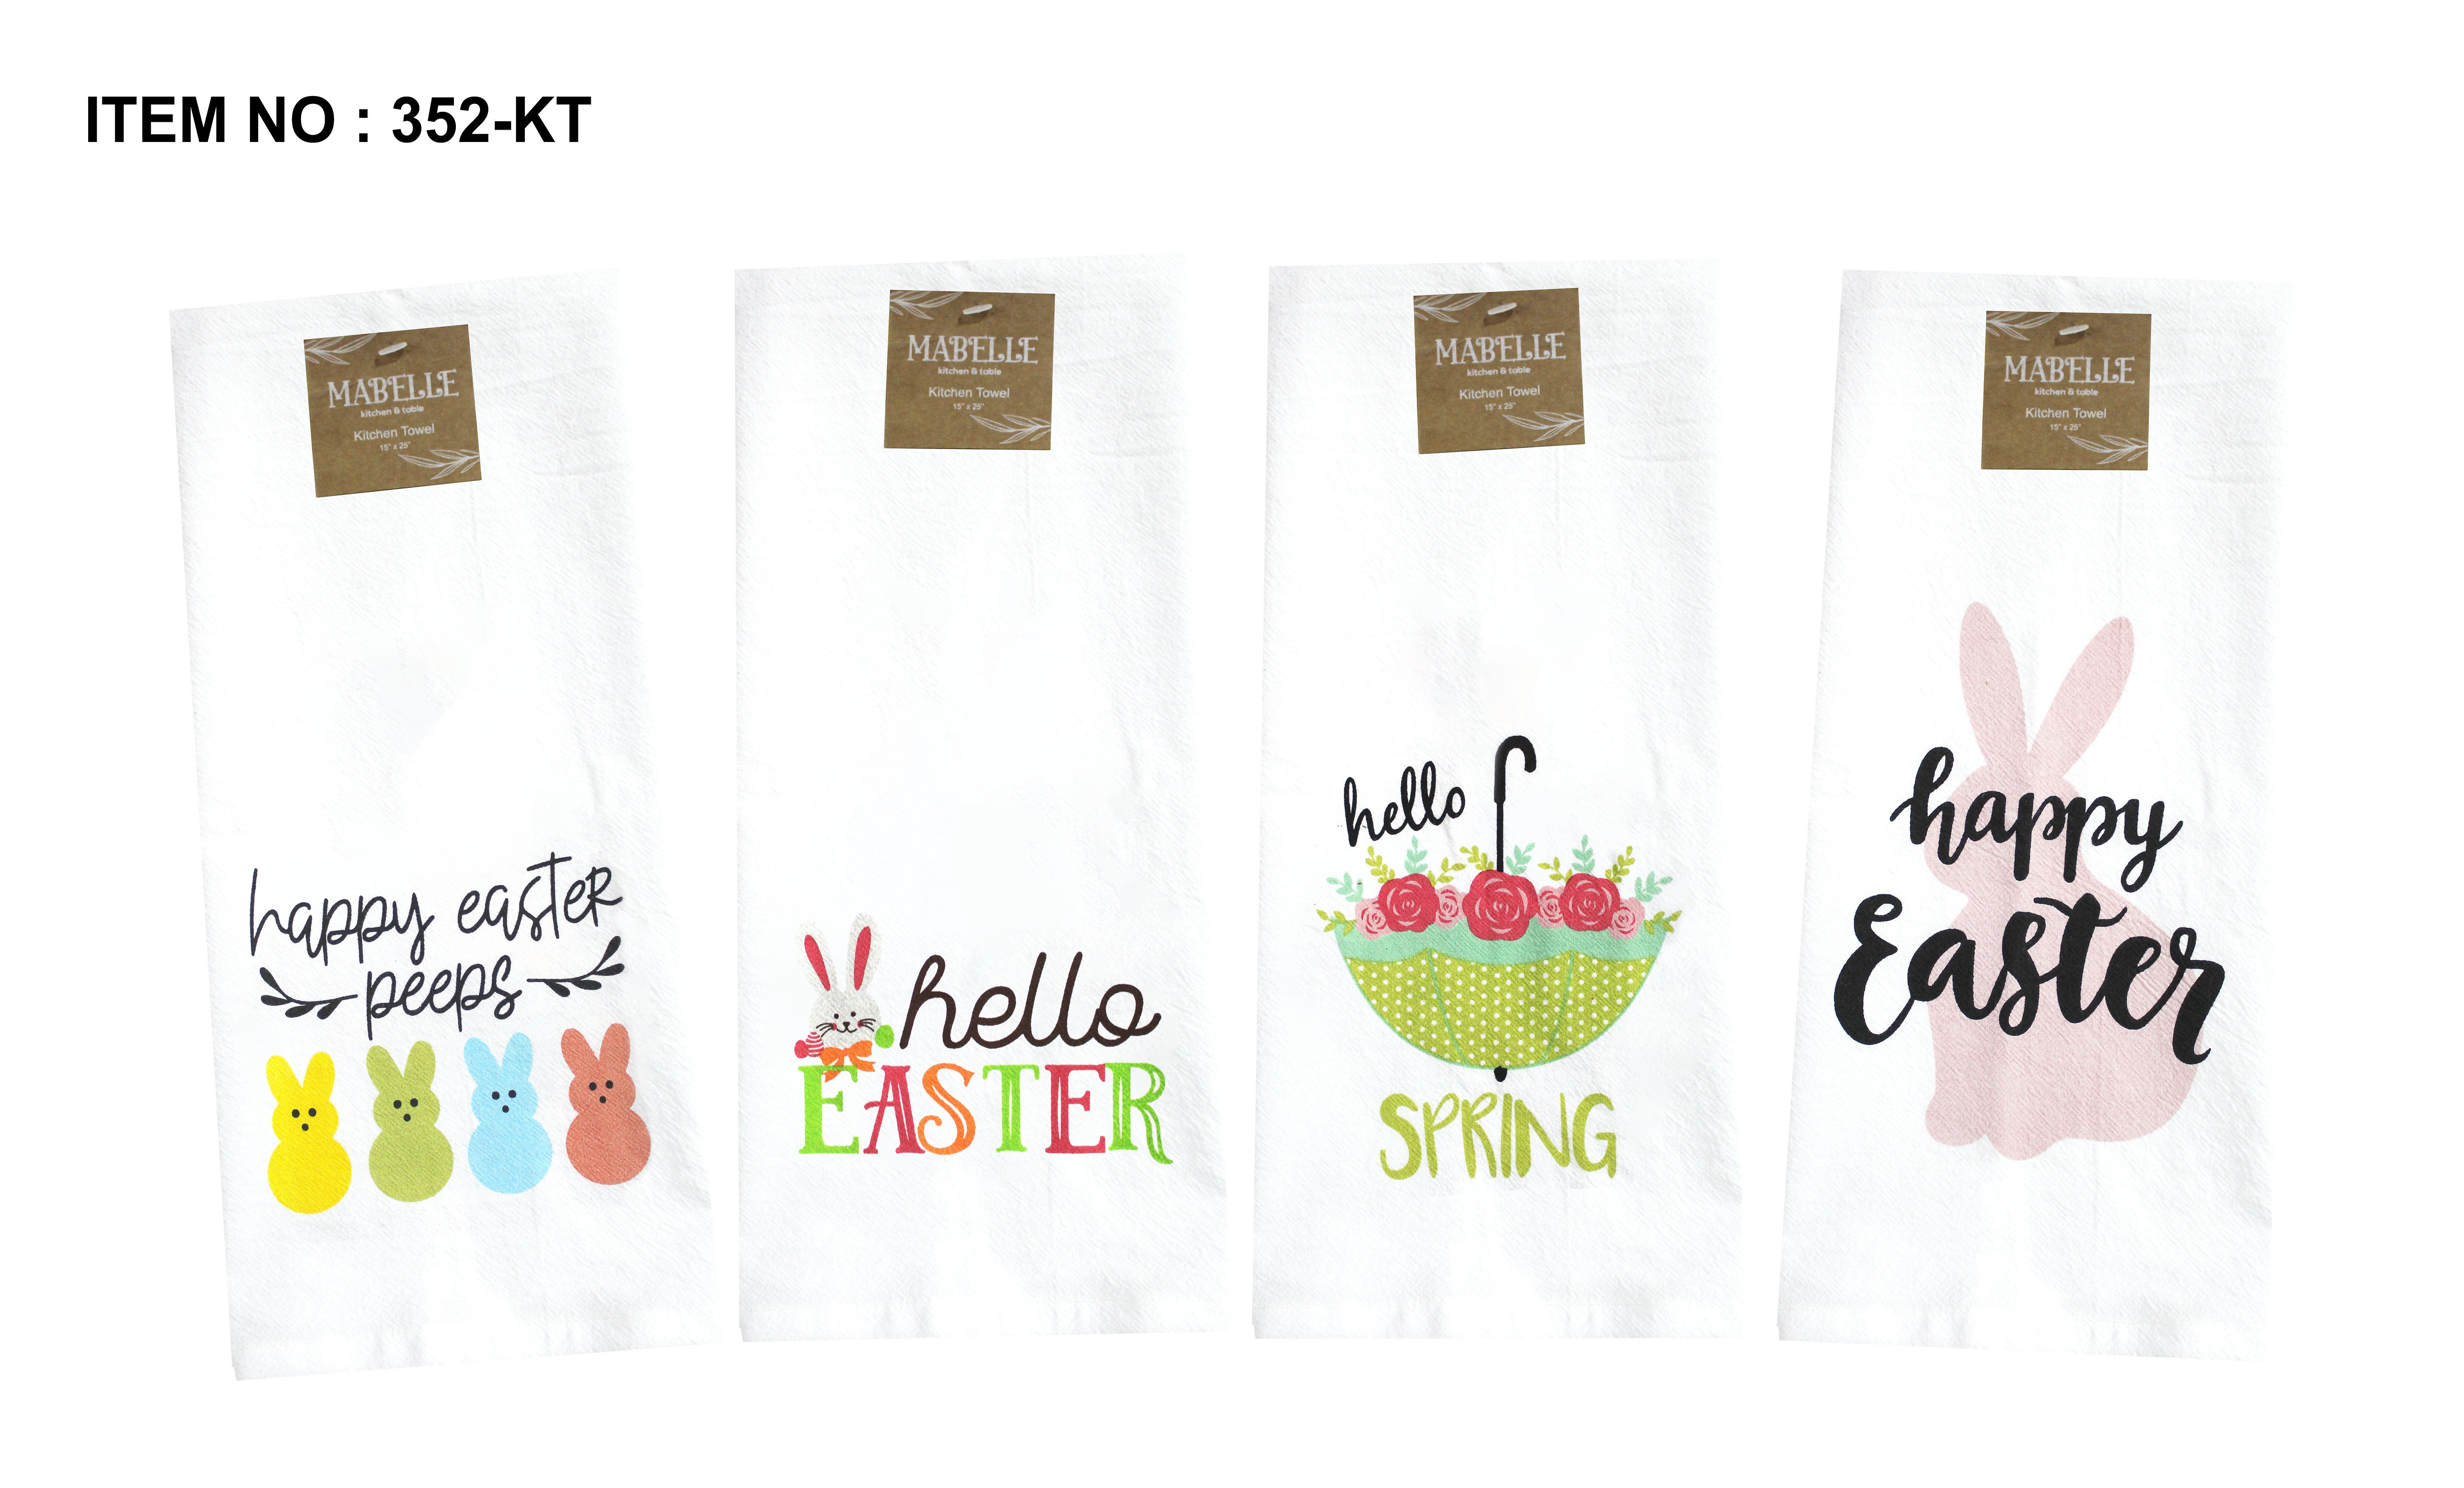 ITEM NO : 352-KT
MABELLE
kitchen & table
Kitchen Towel
15" x 25"
happy easter
peeps
MABELLE
kitchen & table
Kitchen Towel
15" x 25"
hello
EASTER
MABELLE
kitchen & table
Kitchen Towel
15" x 25"
hello
SPRING
MABELLE
kitchen & table
Kitchen Towel
15" x 25"
happy
Easter